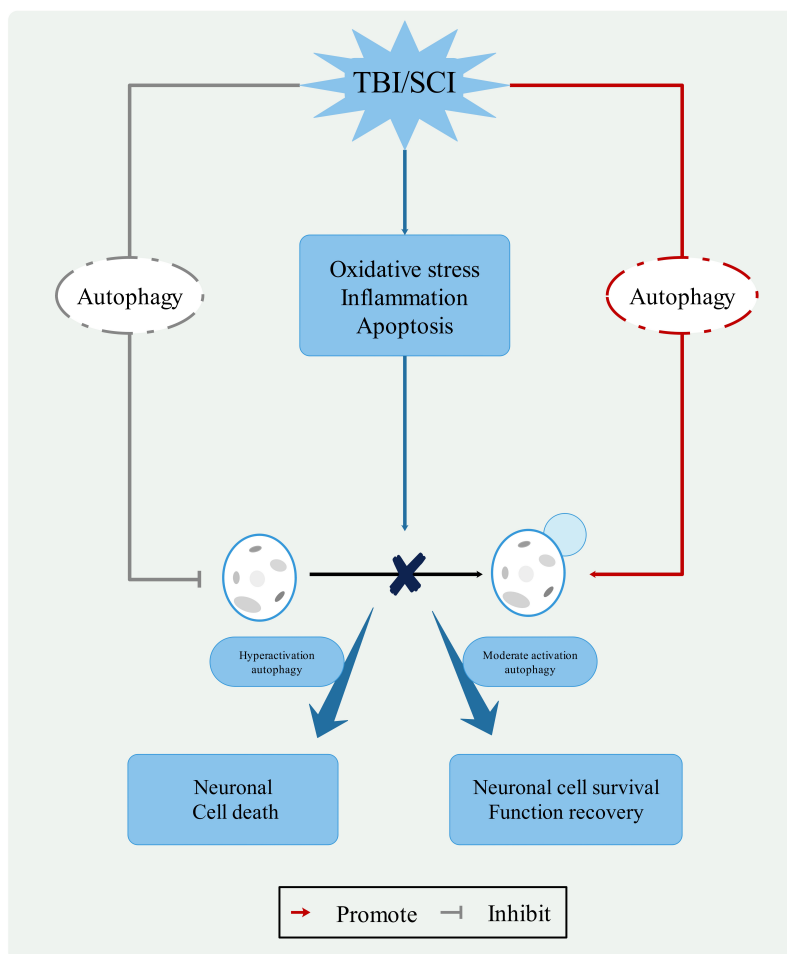 TBI/SCI
Oxidative stress
Inflammation
Apoptosis
Autophagy
Autophagy
Hyperactivation
autophagy
Moderate activation
autophagy
Neuronal
Cell death
Neuronal cell survival
Function recovery
Promote
Inhibit